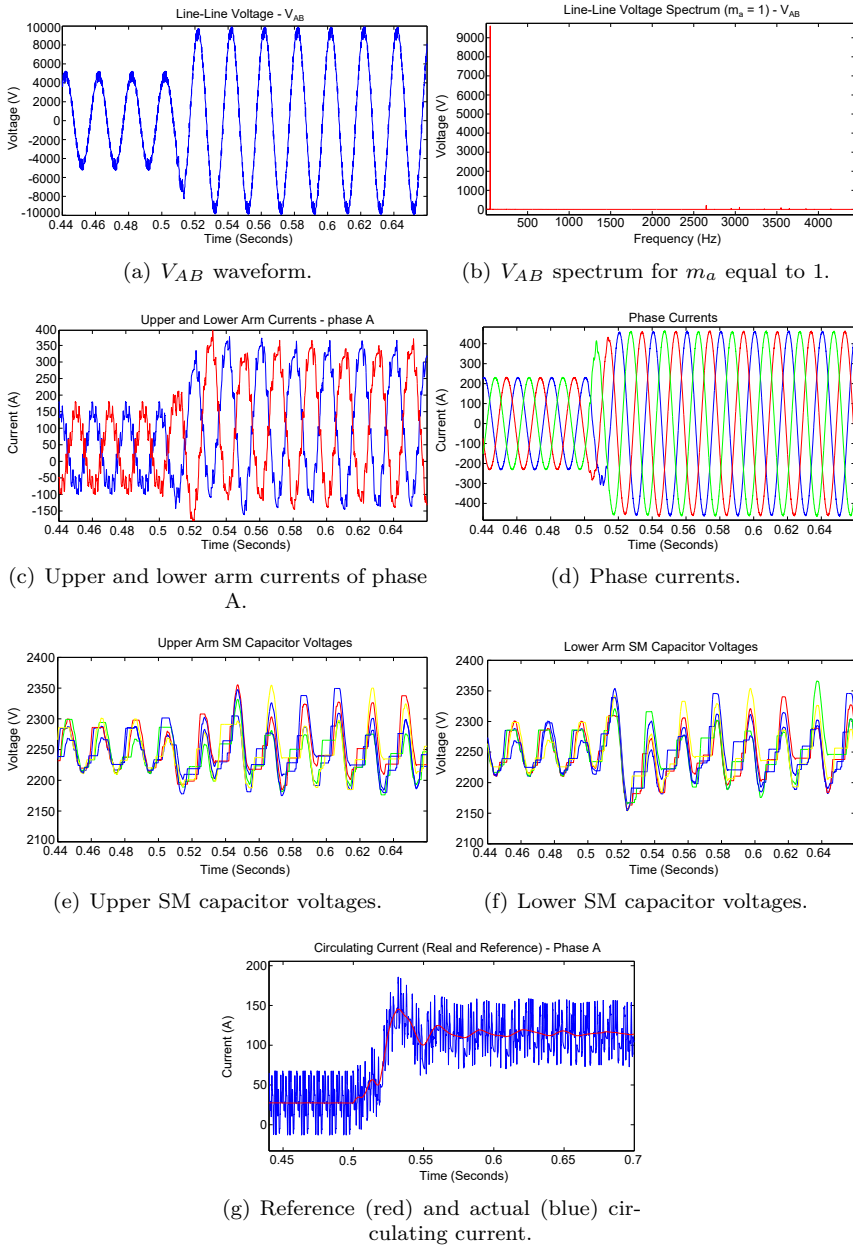 Line-Line Voltage - V_AB
Voltage (V)
10000
8000
6000
4000
2000
0
-2000
-4000
-6000
-8000
-10000
0.44 0.46 0.48 0.5 0.52 0.54 0.56 0.58 0.6 0.62 0.64
Time (Seconds)
(a) V_AB waveform.
Line-Line Voltage Spectrum (m_a = 1) - V_AB
Voltage (V)
9000
8000
7000
6000
5000
4000
3000
2000
1000
0
500 1000 1500 2000 2500 3000 3500 4000
Frequency (Hz)
(b) V_AB spectrum for m_a equal to 1.
Upper and Lower Arm Currents - phase A
Current (A)
400
350
300
250
200
150
100
50
0
-50
-100
-150
0.44 0.46 0.48 0.5 0.52 0.54 0.56 0.58 0.6 0.62 0.64
Time (Seconds)
(c) Upper and lower arm currents of phase
A.
Phase Currents
Current (A)
400
300
200
100
0
-100
-200
-300
-400
0.44 0.46 0.48 0.5 0.52 0.54 0.56 0.58 0.6 0.62 0.64
Time (Seconds)
(d) Phase currents.
Upper Arm SM Capacitor Voltages
Voltage (V)
2400
2300
2200
2100
0.44 0.46 0.48 0.5 0.52 0.54 0.56 0.58 0.6 0.62 0.64
Time (Seconds)
(e) Upper SM capacitor voltages.
Lower Arm SM Capacitor Voltages
Voltage (V)
2400
2300
2200
2100
0.44 0.46 0.48 0.5 0.52 0.54 0.56 0.58 0.6 0.62 0.64
Time (Seconds)
(f) Lower SM capacitor voltages.
Circulating Current (Real and Reference) - Phase A
Current (A)
200
150
100
50
0
0.45 0.5 0.55 0.6 0.65 0.7
Time (Seconds)
(g) Reference (red) and actual (blue) cir-
culating current.